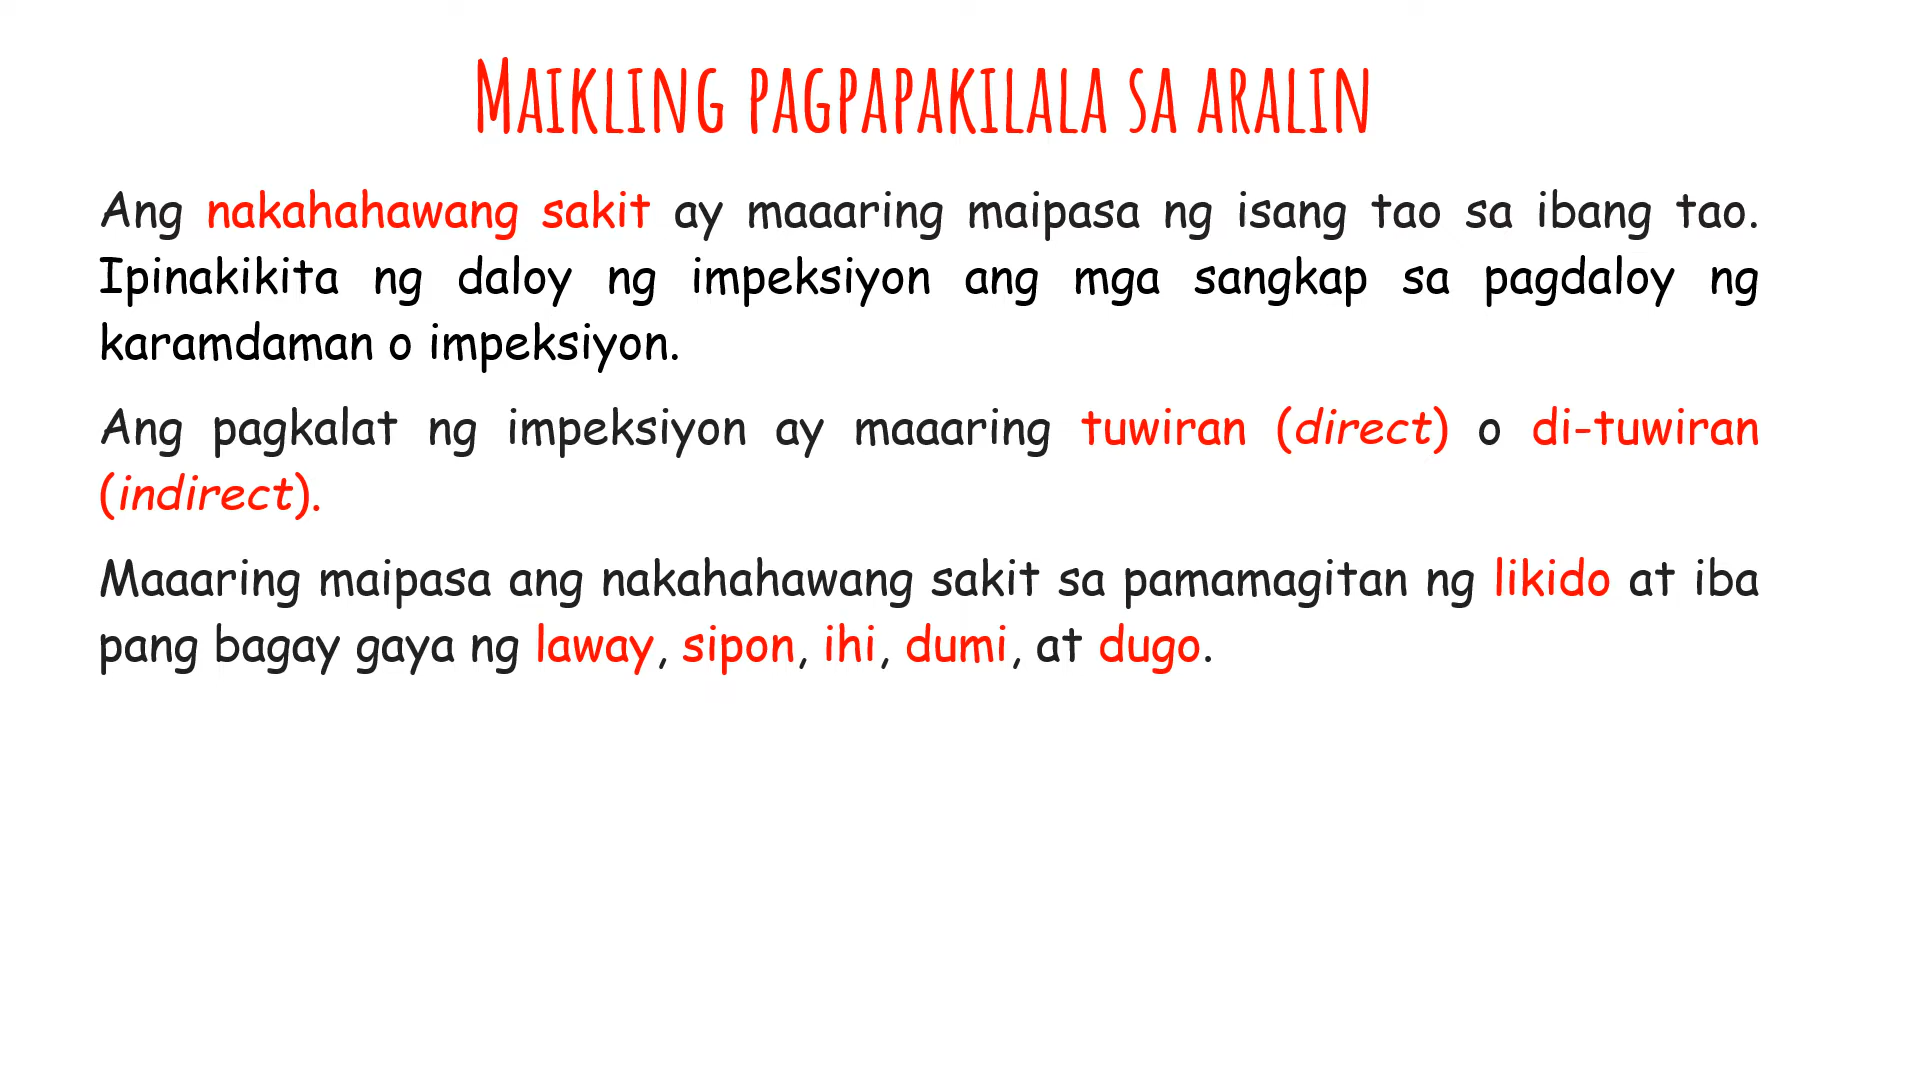 Maikling pagpapakilala sa aralin
Ang nakahahawang sakit ay maaaring maipasa ng isang tao sa ibang tao.
Ipinakikita ng daloy ng impeksiyon ang mga sangkap sa pagdaloy ng
karamdaman o impeksiyon.
Ang pagkalat ng impeksiyon ay maaaring tuwiran (direct) o di-tuwiran
(indirect).
Maaaring maipasa ang nakahahawang sakit sa pamamagitan ng likido at iba
pang bagay gaya ng laway, sipon, ihi, dumi, at dugo.